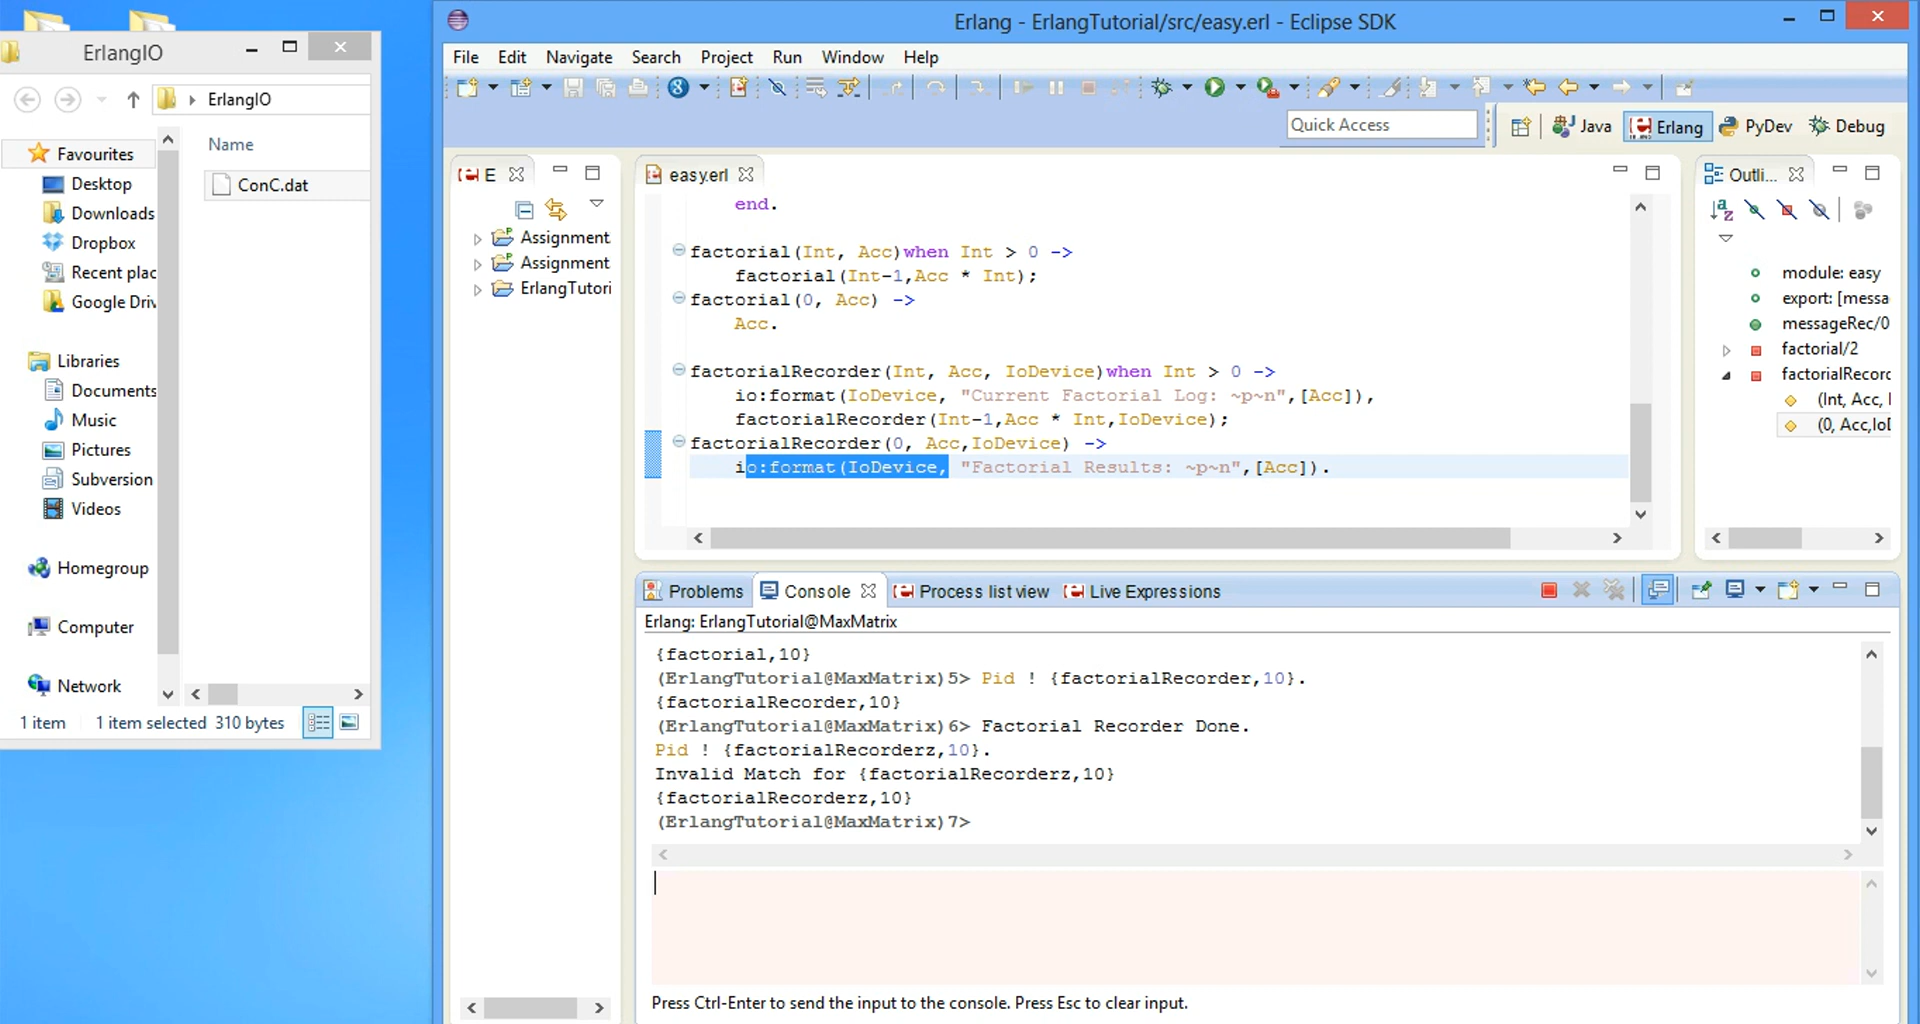 ErlangIO
ErlangIO
Name
ConC.dat
Favourites
Desktop
Downloads
Dropbox
Recent plac
Google Driv
Libraries
Documents
Music
Pictures
Subversion
Videos
Homegroup
Computer
Network
1 item 1 item selected 310 bytes
Erlang - ErlangTutorial/src/easy.erl - Eclipse SDK
File Edit Navigate Search Project Run Window Help
Quick Access
Java Erlang PyDev Debug
E
Assignment
Assignment
ErlangTutori
easy.erl
end.
factorial(Int, Acc)when Int > 0 ->
factorial(Int-1,Acc * Int);
factorial(0, Acc) ->
Acc.
factorialRecorder(Int, Acc, IoDevice)when Int > 0 ->
io:format(IoDevice, "Current Factorial Log: ~p~n",[Acc]),
factorialRecorder(Int-1,Acc * Int,IoDevice);
factorialRecorder(0, Acc,IoDevice) ->
io:format(IoDevice, "Factorial Results: ~p~n",[Acc]).
Outli...
module: easy
export: [messa
messageRec/0
factorial/2
factorialRecorc
(Int, Acc, I
(0, Acc,IoD
Problems Console Process list view Live Expressions
Erlang: ErlangTutorial@MaxMatrix
{factorial,10}
(ErlangTutorial@MaxMatrix)5> Pid ! {factorialRecorder,10}.
{factorialRecorder,10}
(ErlangTutorial@MaxMatrix)6> Factorial Recorder Done.
Pid ! {factorialRecorderz,10}.
Invalid Match for {factorialRecorderz,10}
{factorialRecorderz,10}
(ErlangTutorial@MaxMatrix)7>
Press Ctrl-Enter to send the input to the console. Press Esc to clear input.